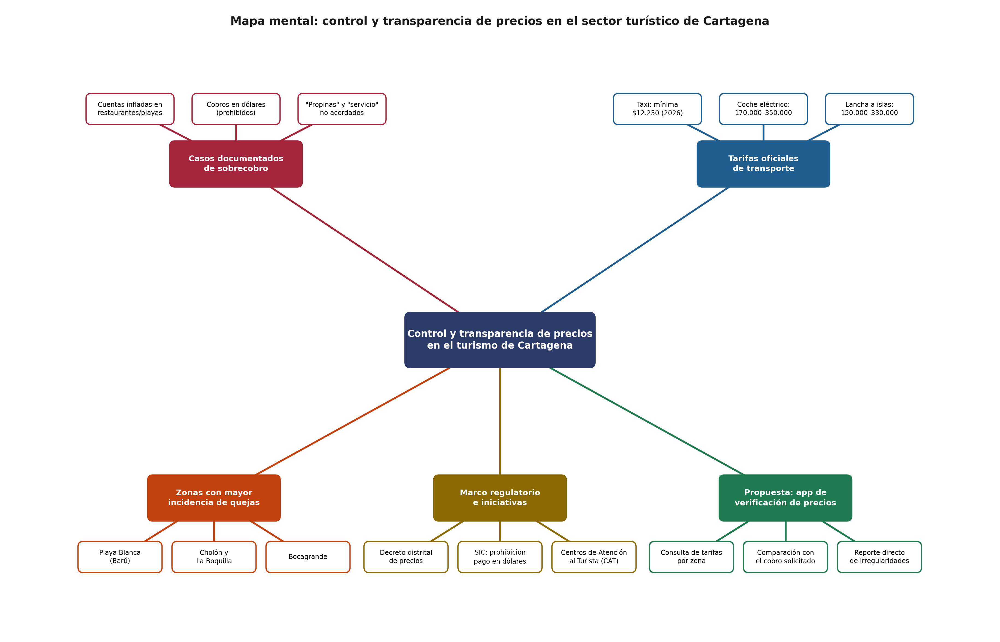 Mapa mental: control y transparencia de precios en el sector turístico de Cartagena
Cuentas infladas en
restaurantes/playas
Cobros en dólares
(prohibidos)
"Propinas" y "servicio"
no acordados
Taxi: mínima
$12.250 (2026)
Coche eléctrico:
170.000–350.000
Lancha a islas:
150.000–330.000
Casos documentados
de sobrecobro
Tarifas oficiales
de transporte
Control y transparencia de precios
en el turismo de Cartagena
Zonas con mayor
incidencia de quejas
Marco regulatorio
e iniciativas
Propuesta: app de
verificación de precios
Playa Blanca
(Barú)
Cholón y
La Boquilla
Bocagrande
Decreto distrital
de precios
SIC: prohibición
pago en dólares
Centros de Atención
al Turista (CAT)
Consulta de tarifas
por zona
Comparación con
el cobro solicitado
Reporte directo
de irregularidades